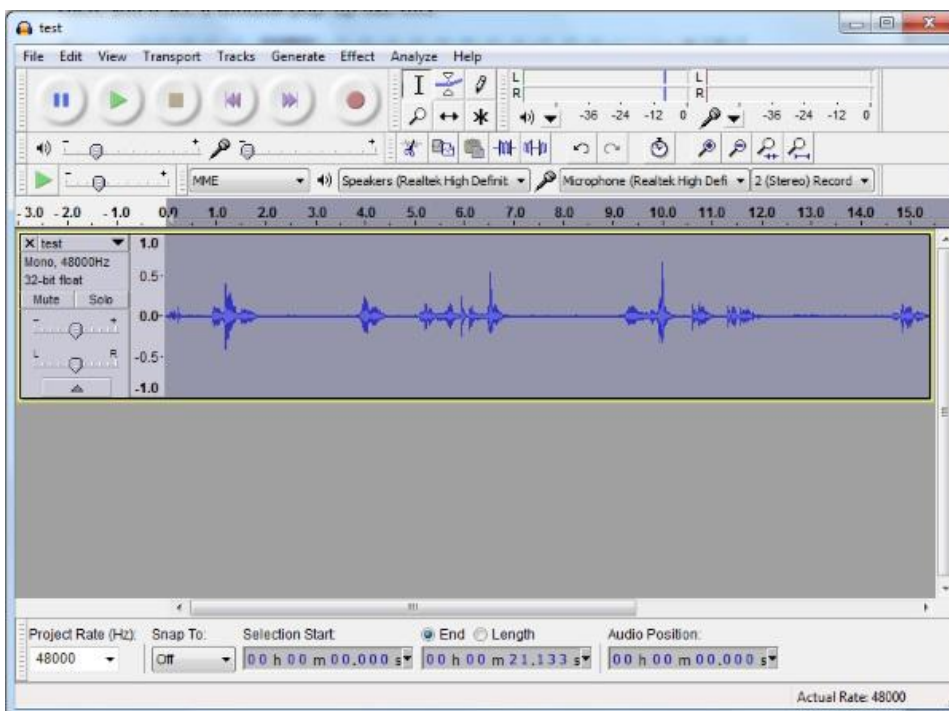 test
File Edit View Transport Tracks Generate Effect Analyze Help
L
R
L
R
-36 -24 -12 0
-36 -24 -12 0
MME
Speakers (Realtek High Definit
Microphone (Realtek High Defi
2 (Stereo) Record
-3.0 -2.0 -1.0 0.0 1.0 2.0 3.0 4.0 5.0 6.0 7.0 8.0 9.0 10.0 11.0 12.0 13.0 14.0 15.0
X test
Mono, 48000Hz
32-bit float
Mute Solo
L R
1.0
0.5
0.0
-0.5
-1.0
Project Rate (Hz): Snap To: Selection Start: End Length Audio Position:
48000 Off 00 h 00 m 00.000 s 00 h 00 m 21.133 s 00 h 00 m 00.000 s
Actual Rate: 48000